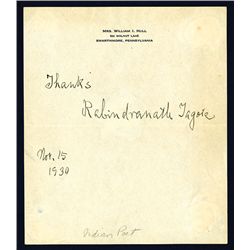 MRS. WILLIAM I. HULL
504 WALNUT LANE
SWARTHMORE, PENNSYLVANIA
Thanks
Rabindranath Tagore
Nov. 15
1930
Indian Poet